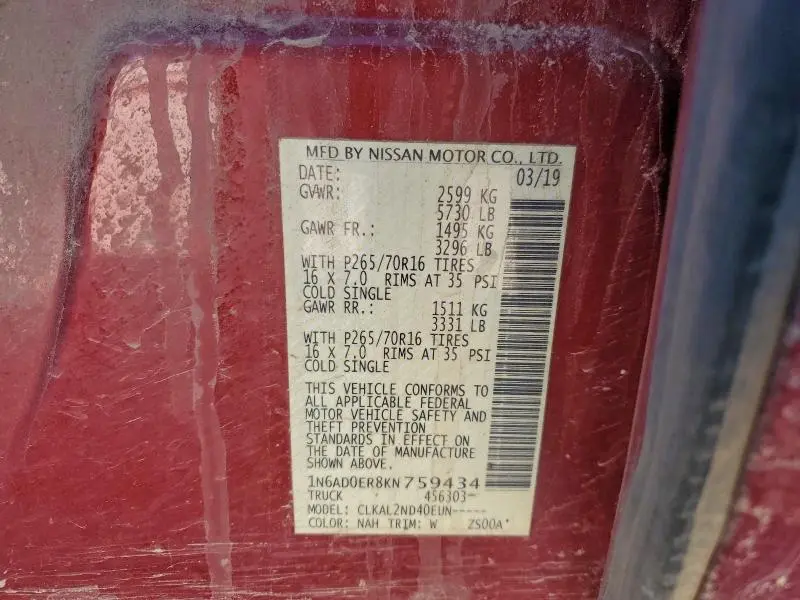 MFD BY NISSAN MOTOR CO., LTD.
DATE: 03/19
GVWR: 2599 KG
5730 LB
GAWR FR.: 1495 KG
3296 LB
WITH P265/70R16 TIRES
16 X 7.0 RIMS AT 35 PSI
COLD SINGLE
GAWR RR.: 1511 KG
3331 LB
WITH P265/70R16 TIRES
16 X 7.0 RIMS AT 35 PSI
COLD SINGLE
THIS VEHICLE CONFORMS TO
ALL APPLICABLE FEDERAL
MOTOR VEHICLE SAFETY AND
THEFT PREVENTION
STANDARDS IN EFFECT ON
THE DATE OF MANUFACTURE
SHOWN ABOVE.
1N6AD0ER8KN759434
TRUCK 456303-
MODEL: CLKAL2ND40EUN-----
COLOR: NAH TRIM: W ZS00A*